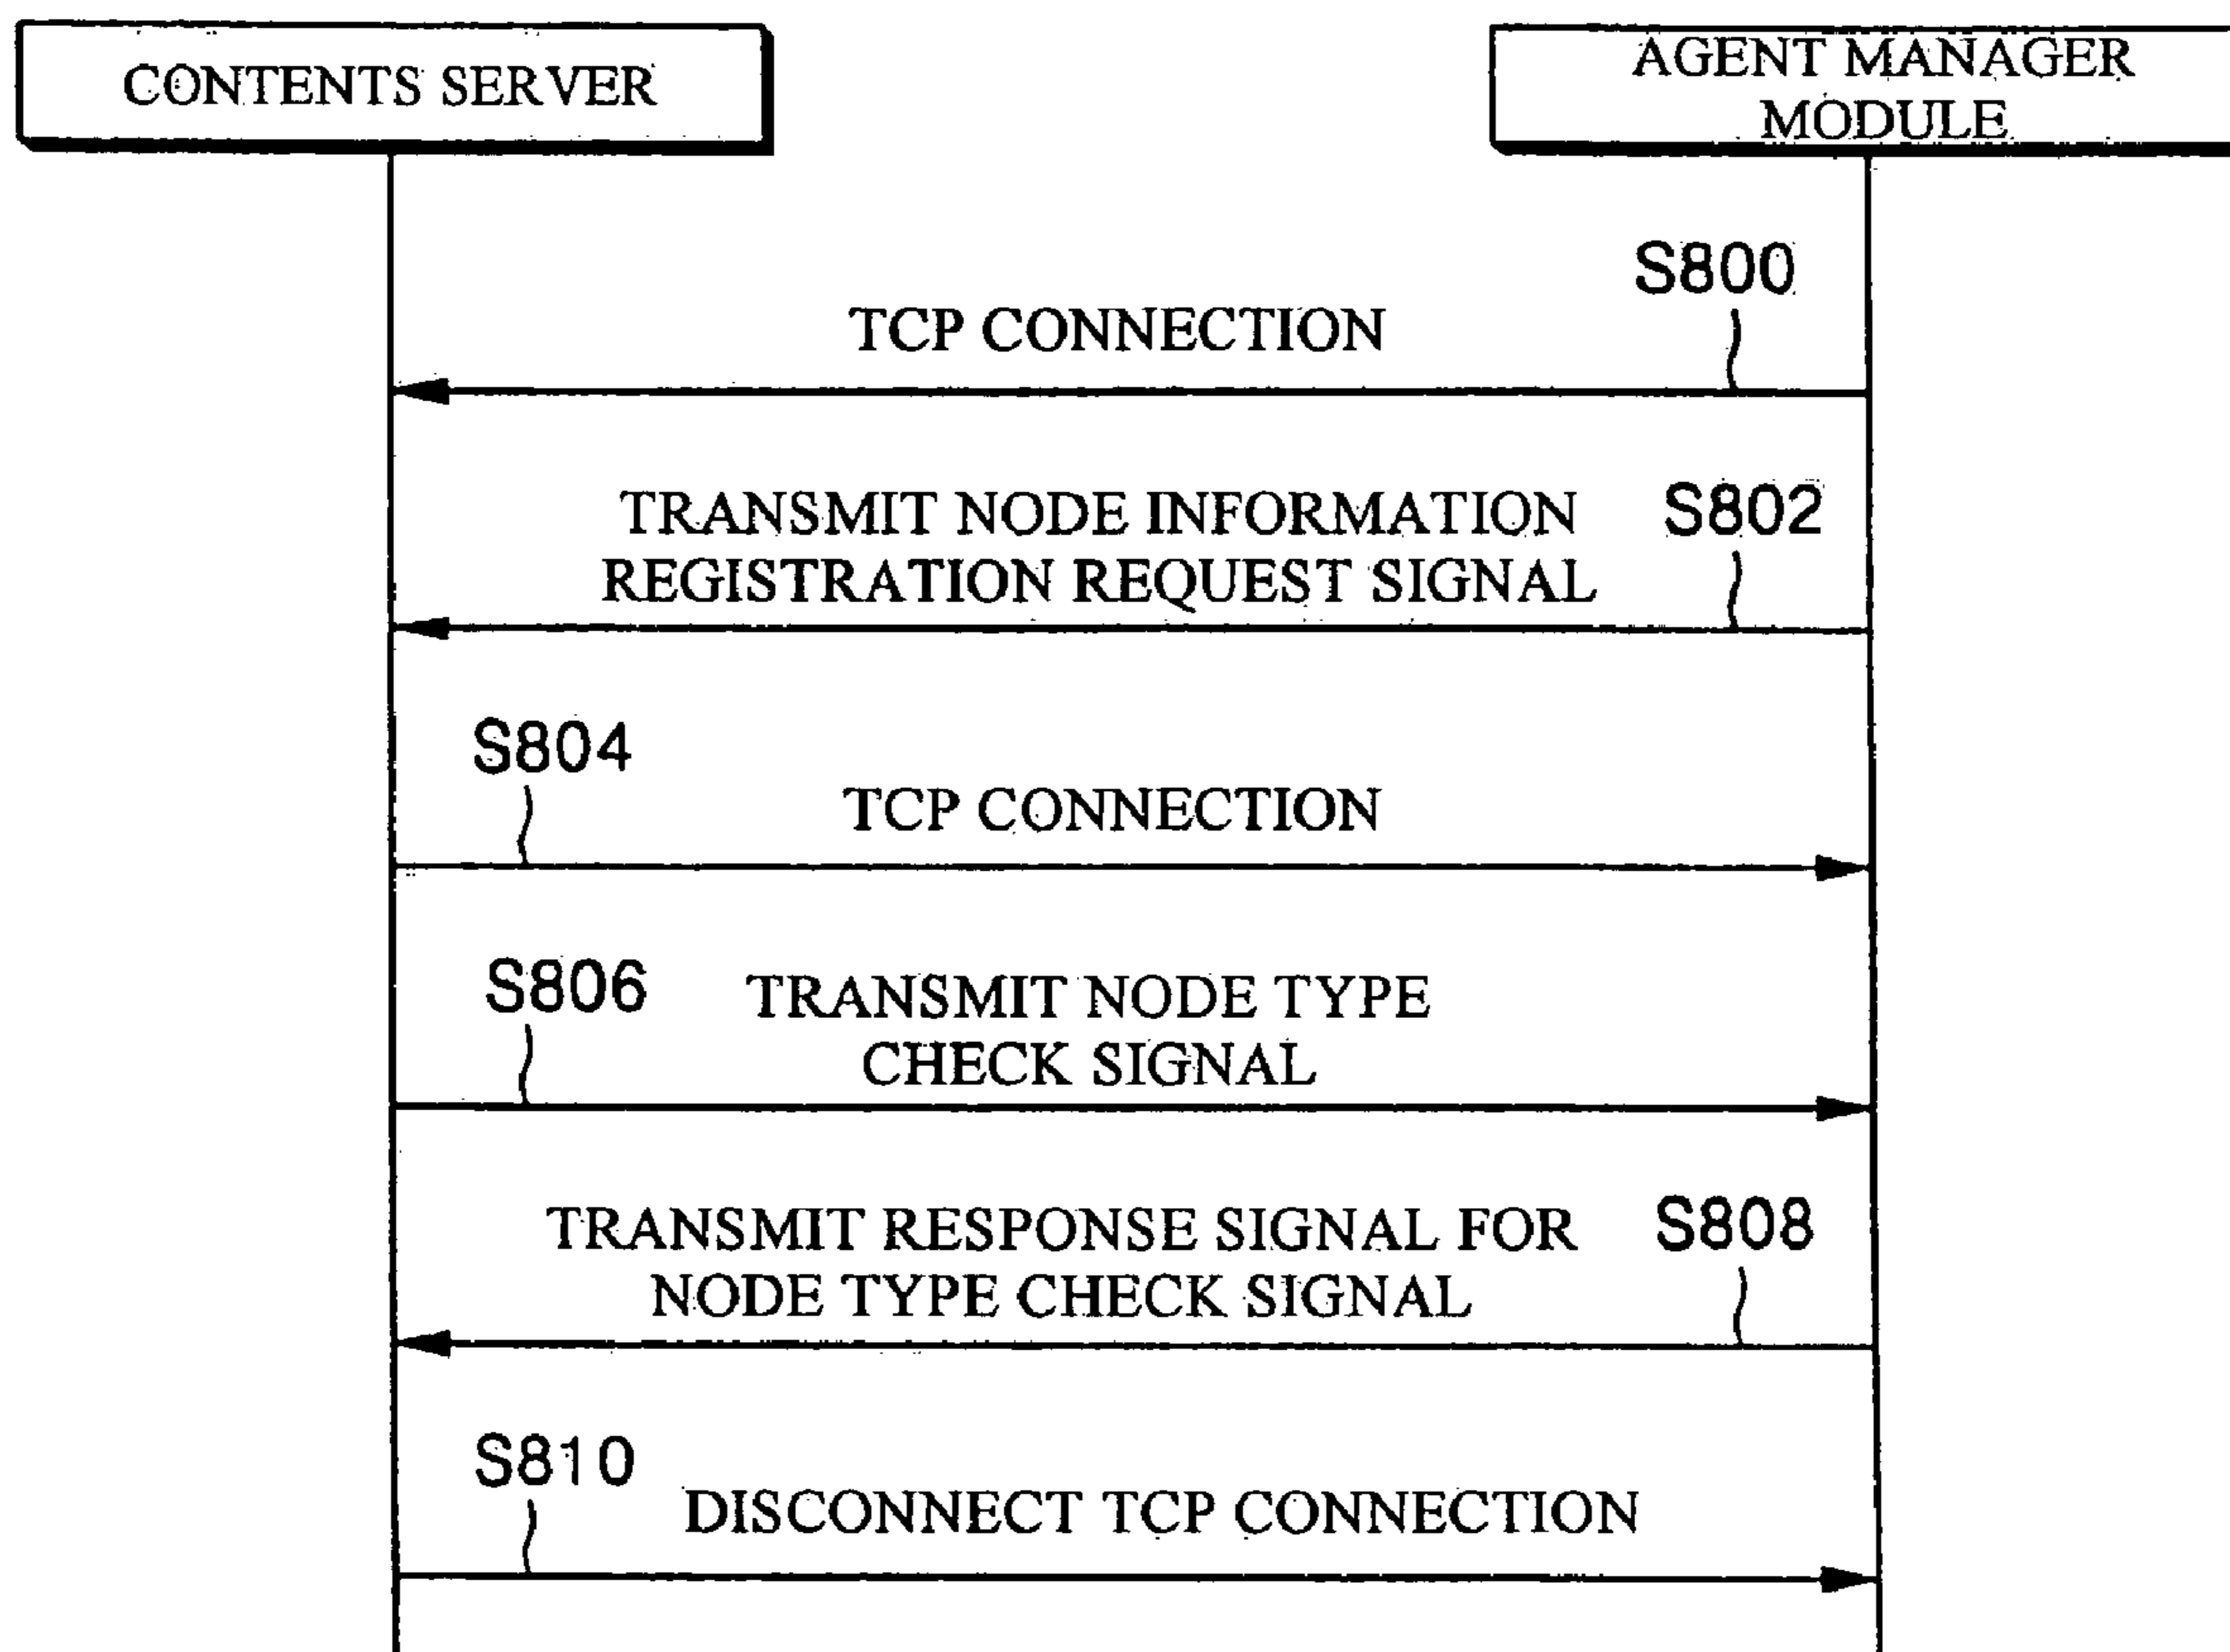 CONTENTS SERVER
AGENT MANAGER
MODULE
S800
TCP CONNECTION
TRANSMIT NODE INFORMATION
S802
REGISTRATION REQUEST SIGNAL
S804
TCP CONNECTION
S806
TRANSMIT NODE TYPE
CHECK SIGNAL
TRANSMIT RESPONSE SIGNAL FOR
S808
NODE TYPE CHECK SIGNAL
S810
DISCONNECT TCP CONNECTION